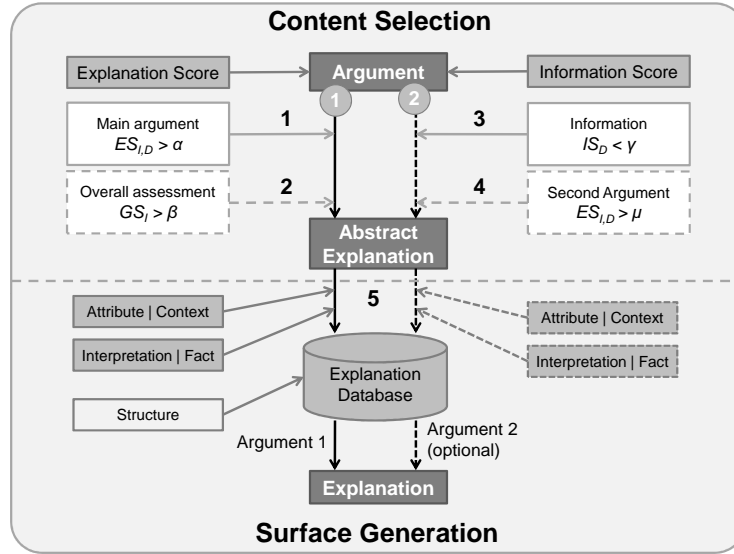 Content Selection
Explanation Score
Argument
Information Score
1
2
Main argument
ES_{I,D} > α
1
3
Information
IS_D < γ
Overall assessment
GS_I > β
2
4
Second Argument
ES_{I,D} > μ
Abstract
Explanation
5
Attribute | Context
Attribute | Context
Interpretation | Fact
Interpretation | Fact
Explanation
Database
Structure
Argument 1
Argument 2
(optional)
Explanation
Surface Generation